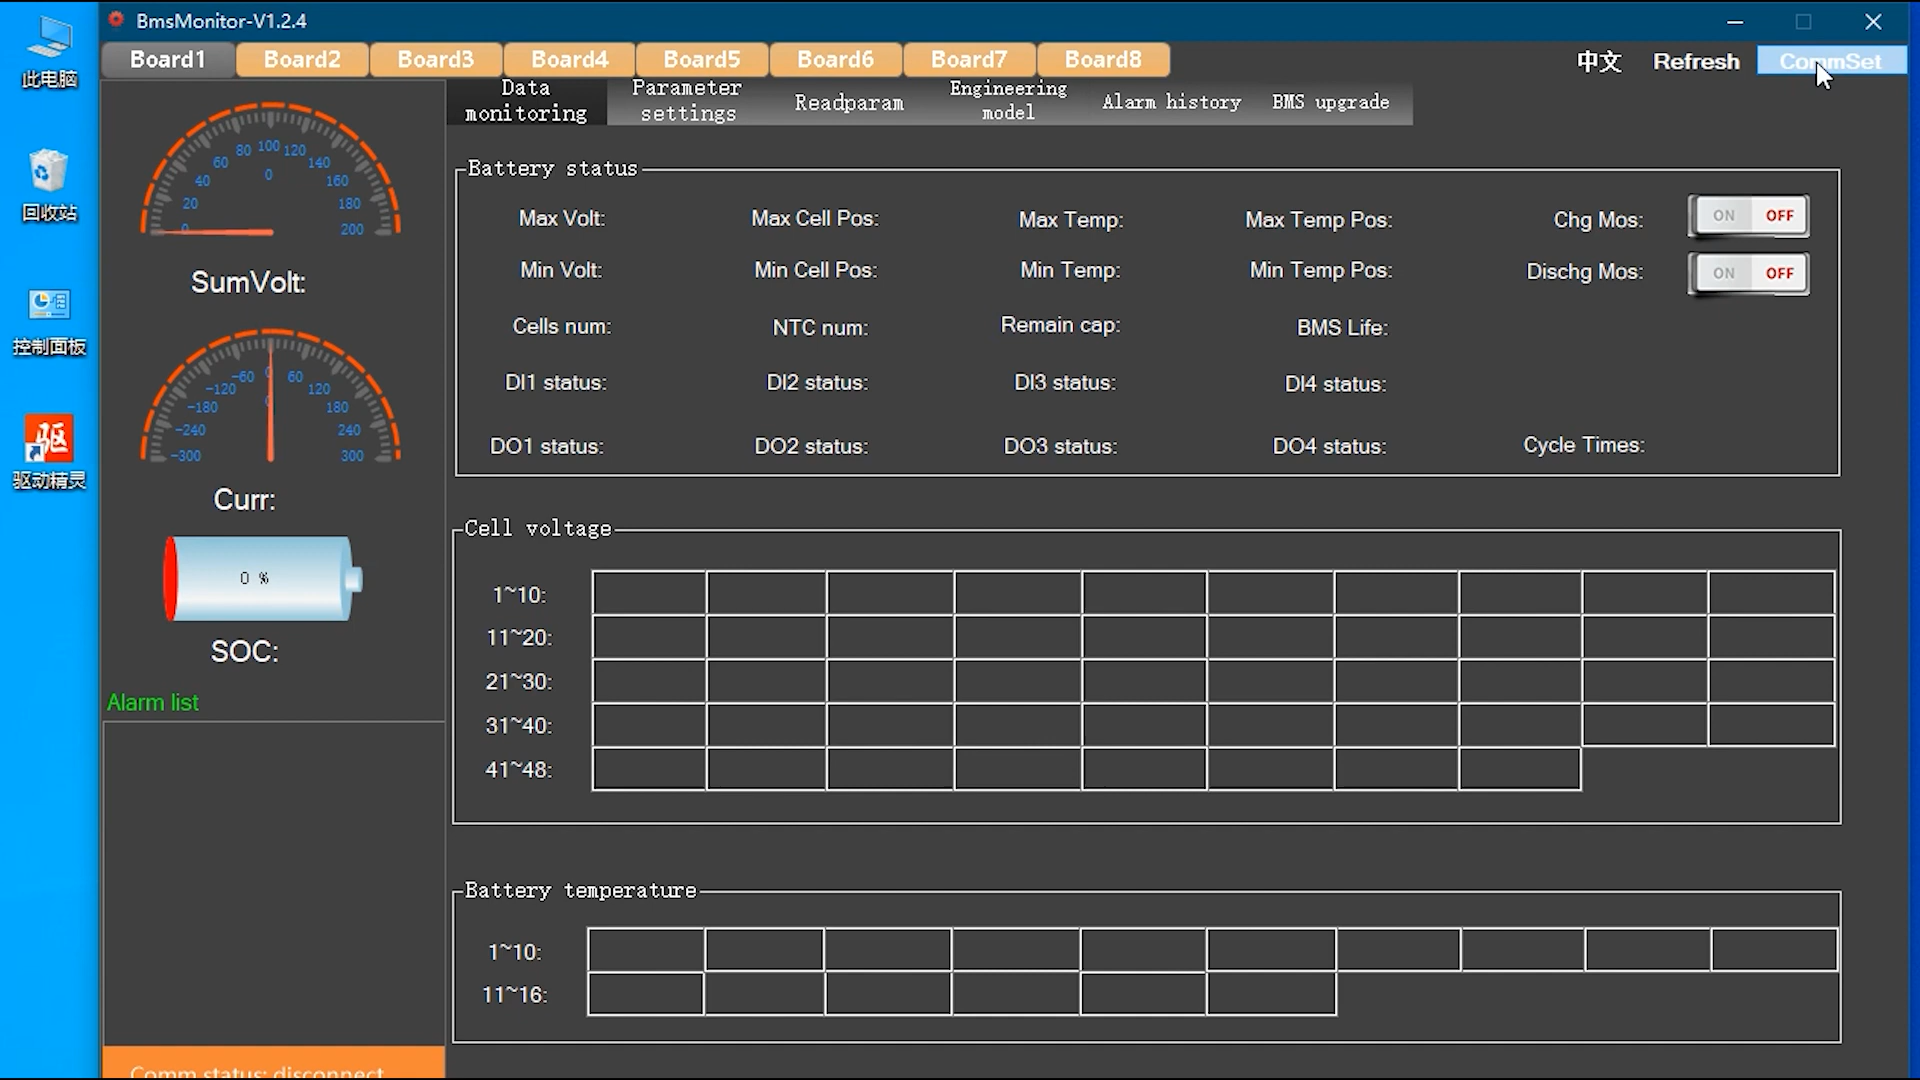 BmsMonitor-V1.2.4
此电脑
回收站
控制面板
驱
驱动精灵
Board1 Board2 Board3 Board4 Board5 Board6 Board7 Board8
中文 Refresh CommSet
Data monitoring
Parameter settings
Readparam
Engineering model
Alarm history
BMS upgrade
0 20 40 60 80 100 120 140 160 180 200
0
SumVolt:
-300 -240 -180 -120 -60 0 60 120 180 240 300
0
Curr:
0 %
SOC:
Alarm list
Comm status: disconnect
Battery status
Max Volt: Max Cell Pos: Max Temp: Max Temp Pos: Chg Mos: ON OFF
Min Volt: Min Cell Pos: Min Temp: Min Temp Pos: Dischg Mos: ON OFF
Cells num: NTC num: Remain cap: BMS Life:
DI1 status: DI2 status: DI3 status: DI4 status:
DO1 status: DO2 status: DO3 status: DO4 status: Cycle Times:
Cell voltage
1~10:
11~20:
21~30:
31~40:
41~48:
Battery temperature
1~10:
11~16: